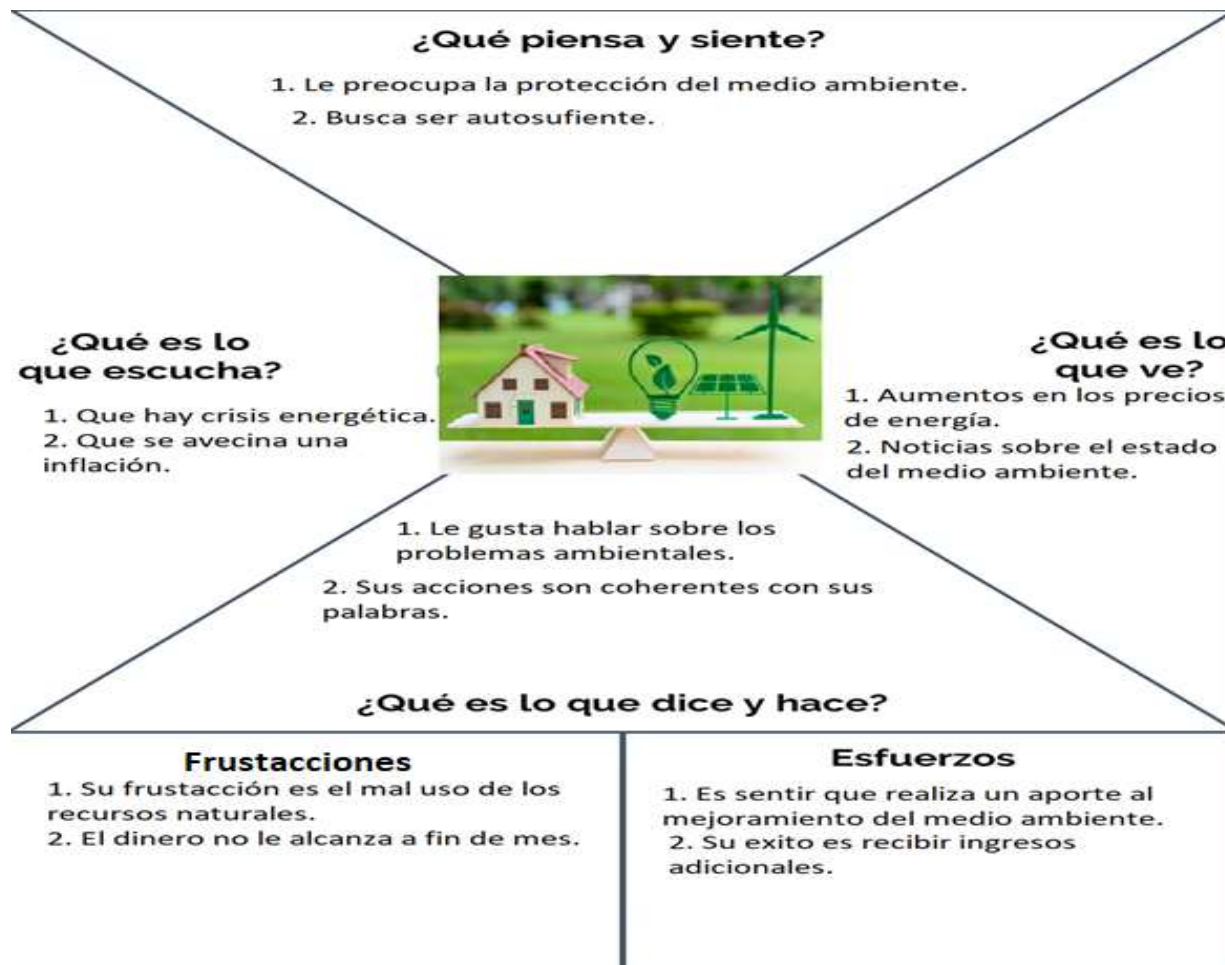 ¿Qué piensa y siente?
1. Le preocupa la protección del medio ambiente.
2. Busca ser autosufiente.
¿Qué es lo
que escucha?
1. Que hay crisis energética.
2. Que se avecina una
inflación.
¿Qué es lo
que ve?
1. Aumentos en los precios
de energía.
2. Noticias sobre el estado
del medio ambiente.
1. Le gusta hablar sobre los
problemas ambientales.
2. Sus acciones son coherentes con sus
palabras.
¿Qué es lo que dice y hace?
Frustacciones
1. Su frustacción es el mal uso de los
recursos naturales.
2. El dinero no le alcanza a fin de mes.
Esfuerzos
1. Es sentir que realiza un aporte al
mejoramiento del medio ambiente.
2. Su exito es recibir ingresos
adicionales.